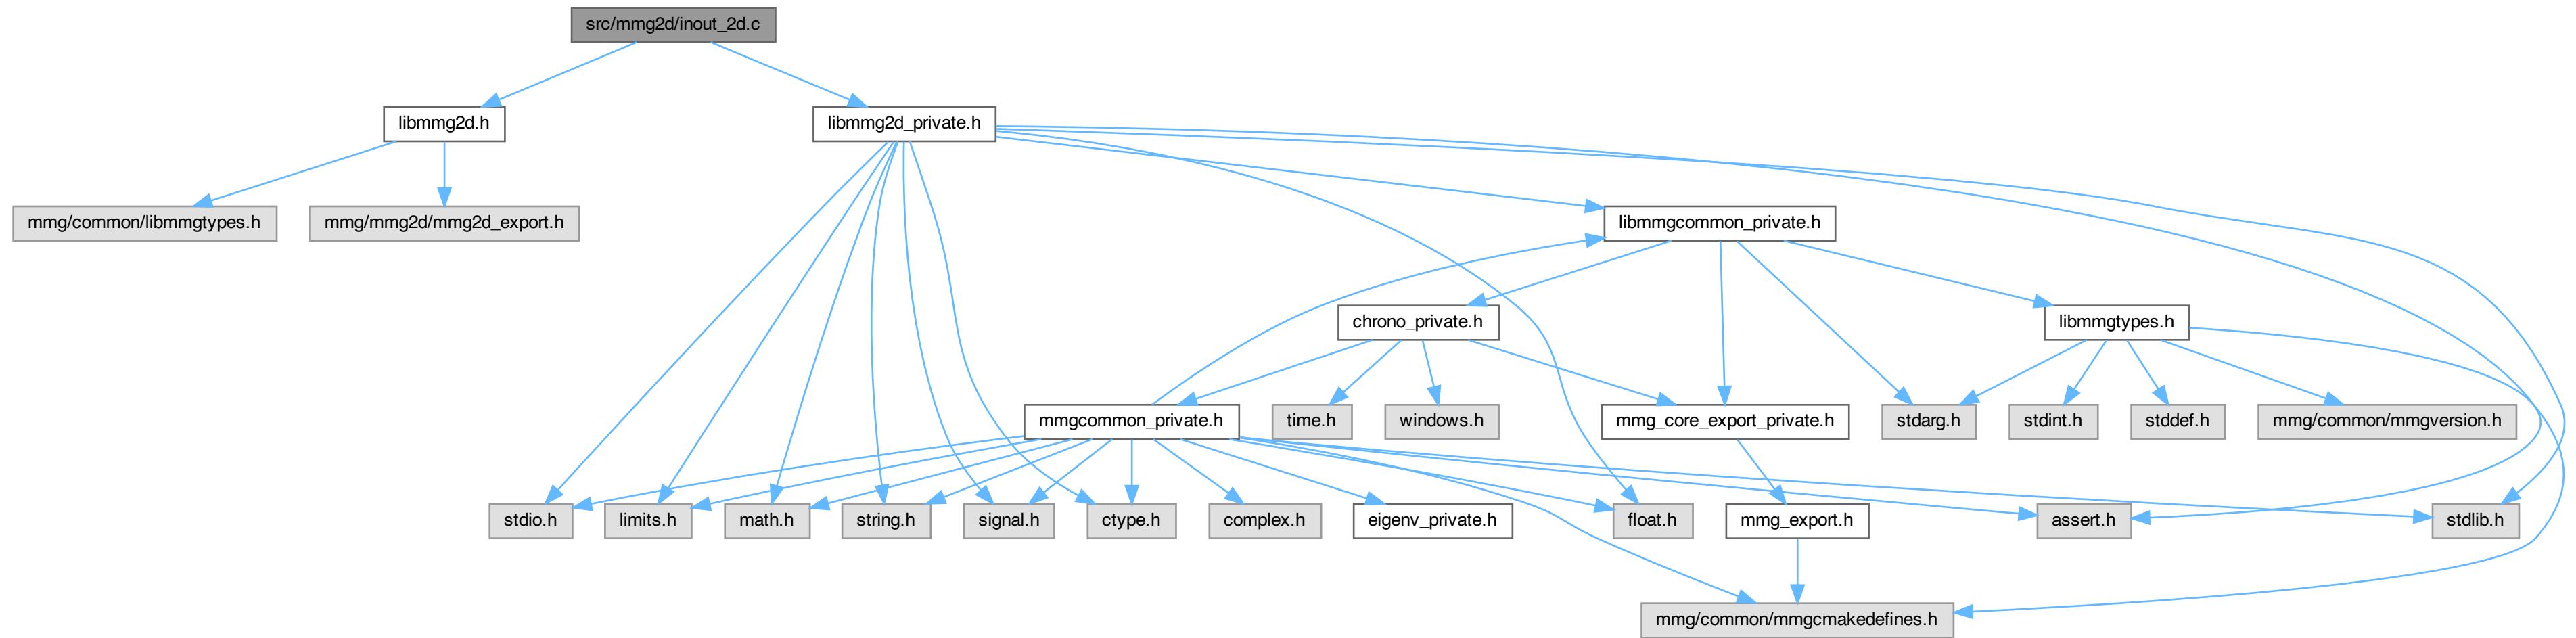 src/mmg2d/inout_2d.c
libmmg2d.h
libmmg2d_private.h
mmg/common/libmmgtypes.h
mmg/mmg2d/mmg2d_export.h
libmmgcommon_private.h
chrono_private.h
libmmgtypes.h
mmgcommon_private.h
time.h
windows.h
mmg_core_export_private.h
stdarg.h
stdint.h
stddef.h
mmg/common/mmgversion.h
stdio.h
limits.h
math.h
string.h
signal.h
ctype.h
complex.h
eigenv_private.h
float.h
mmg_export.h
assert.h
stdlib.h
mmg/common/mmgcmakedefines.h